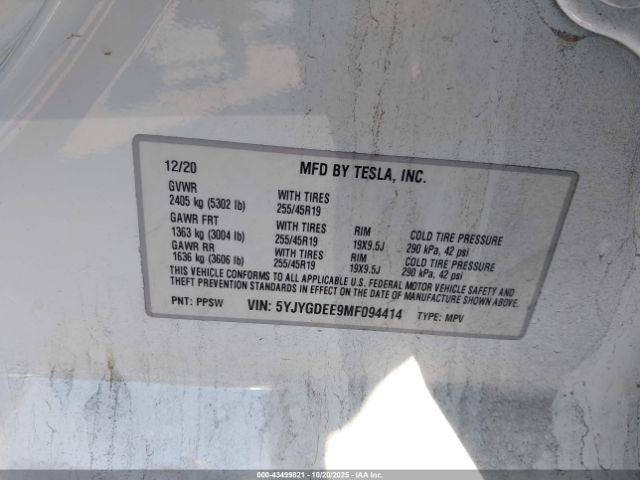 12/20 MFD BY TESLA, INC.
GVWR
2405 kg (5302 lb) WITH TIRES 255/45R19
GAWR FRT
1363 kg (3004 lb) WITH TIRES 255/45R19 RIM 19X9.5J COLD TIRE PRESSURE 290 kPa, 42 psi
GAWR RR
1636 kg (3606 lb) WITH TIRES 255/45R19 RIM 19X9.5J COLD TIRE PRESSURE 290 kPa, 42 psi
THIS VEHICLE CONFORMS TO ALL APPLICABLE U.S. FEDERAL MOTOR VEHICLE SAFETY AND
THEFT PREVENTION STANDARDS IN EFFECT ON THE DATE OF MANUFACTURE SHOWN ABOVE.
PNT: PPSW VIN: 5YJYGDEE9MF094414 TYPE: MPV
000-43499821 | 10/20/2025 | © Copyright IAA, LLC